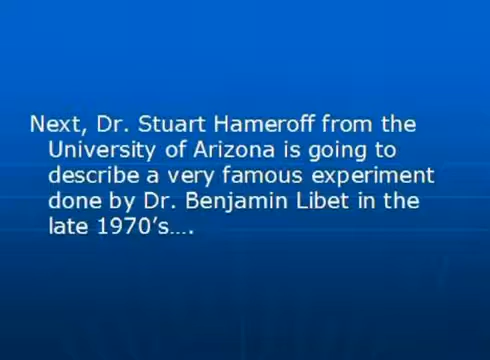 Next, Dr. Stuart Hameroff from the
University of Arizona is going to
describe a very famous experiment
done by Dr. Benjamin Libet in the
late 1970's….